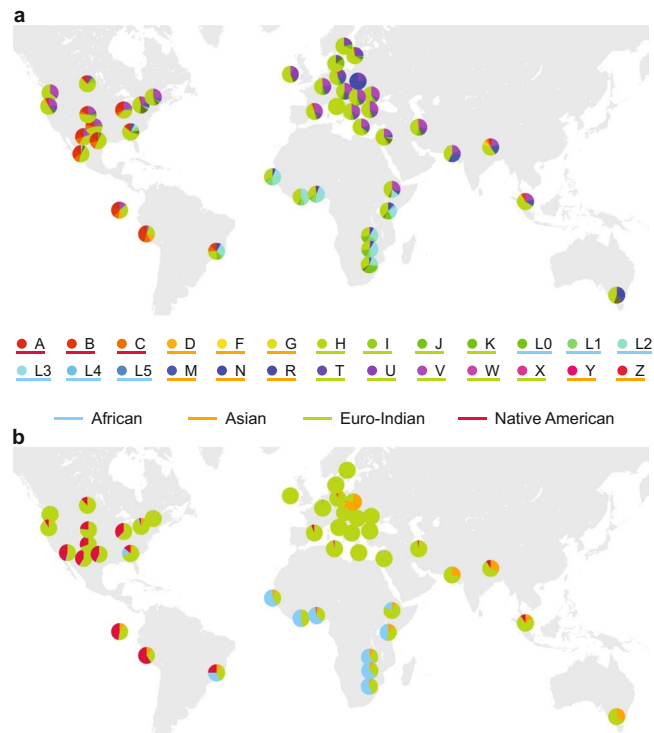 a
A B C D F G H I J K L0 L1 L2
L3 L4 L5 M N R T U V W X Y Z
African Asian Euro-Indian Native American
b